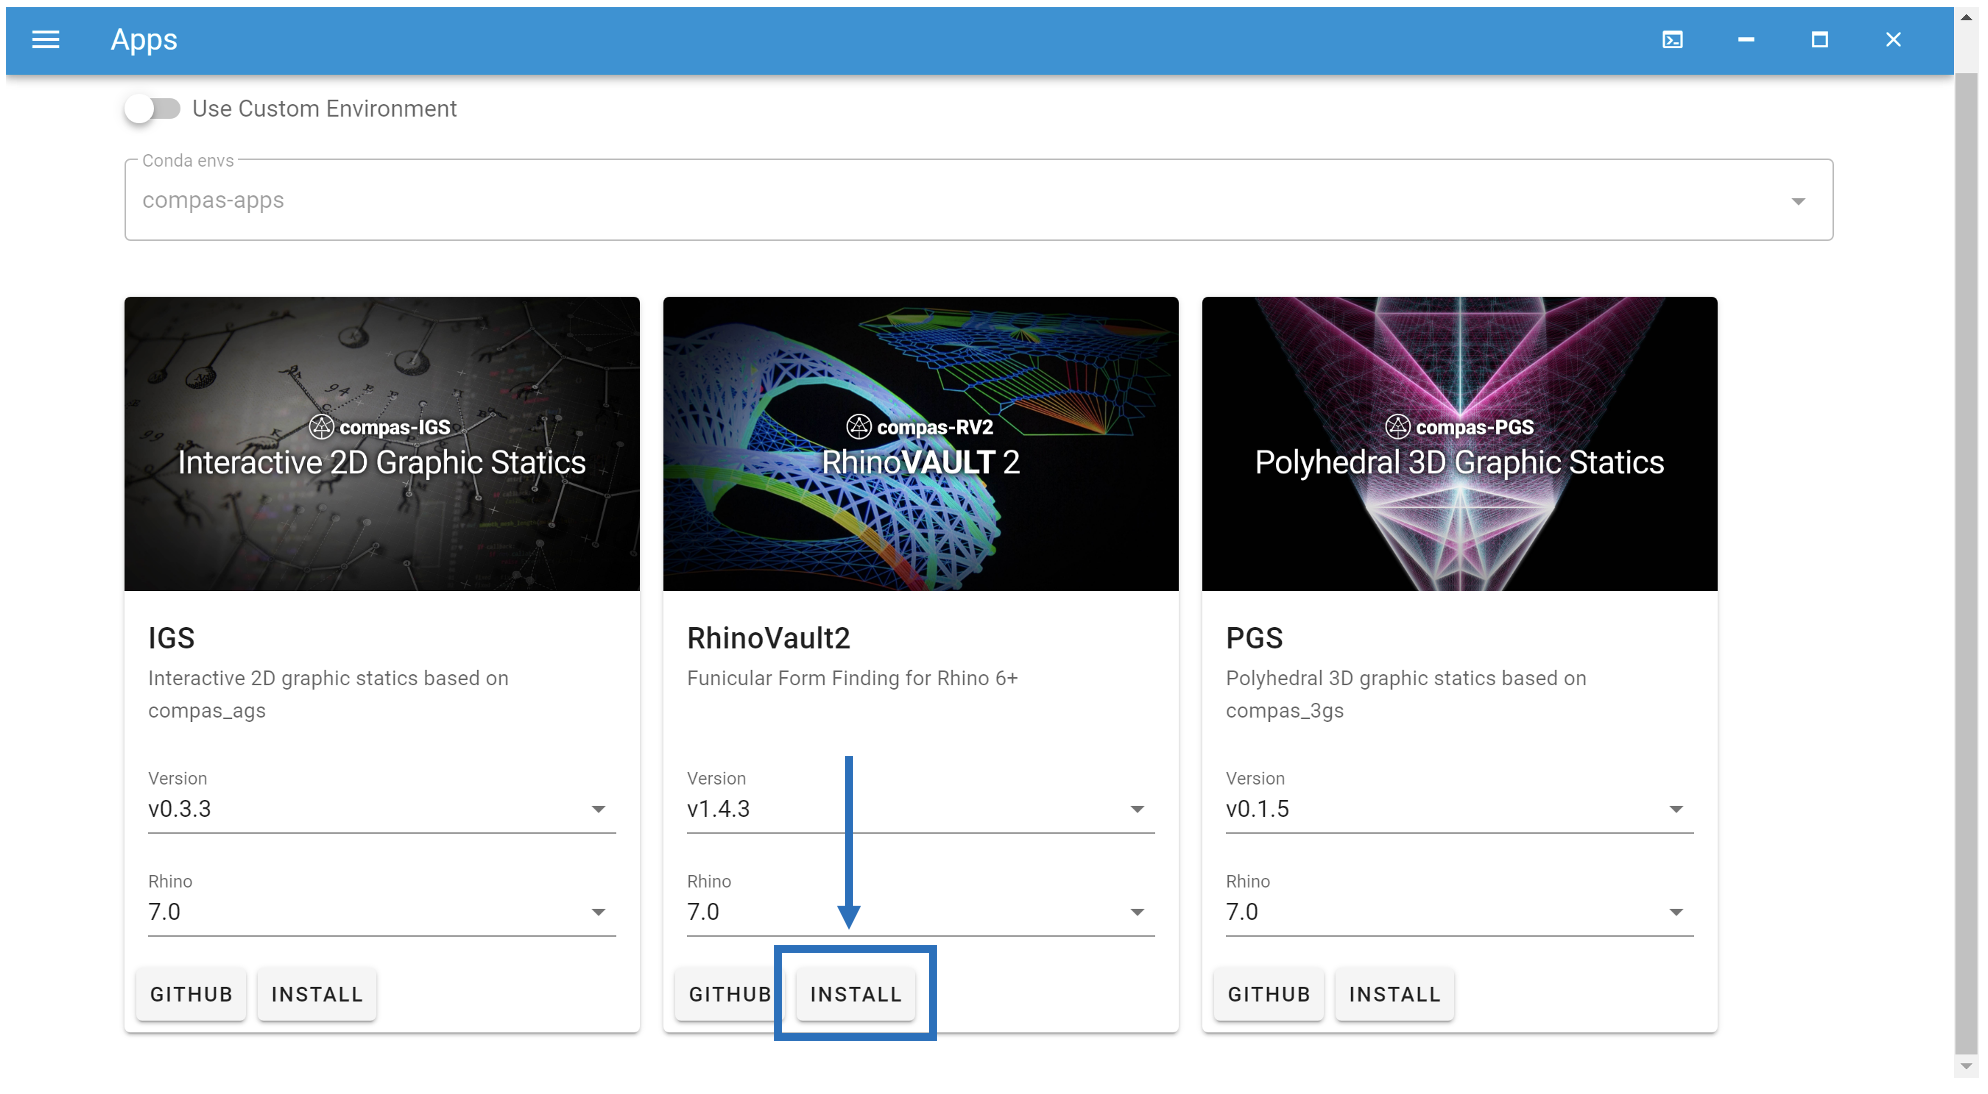 Apps
Use Custom Environment
Conda envs
compas-apps
compas-IGS
Interactive 2D Graphic Statics
compas-RV2
RhinoVAULT 2
compas-PGS
Polyhedral 3D Graphic Statics
IGS
Interactive 2D graphic statics based on
compas_ags
Version
v0.3.3
Rhino
7.0
GITHUB INSTALL
RhinoVault2
Funicular Form Finding for Rhino 6+
Version
v1.4.3
Rhino
7.0
GITHUB INSTALL
PGS
Polyhedral 3D graphic statics based on
compas_3gs
Version
v0.1.5
Rhino
7.0
GITHUB INSTALL